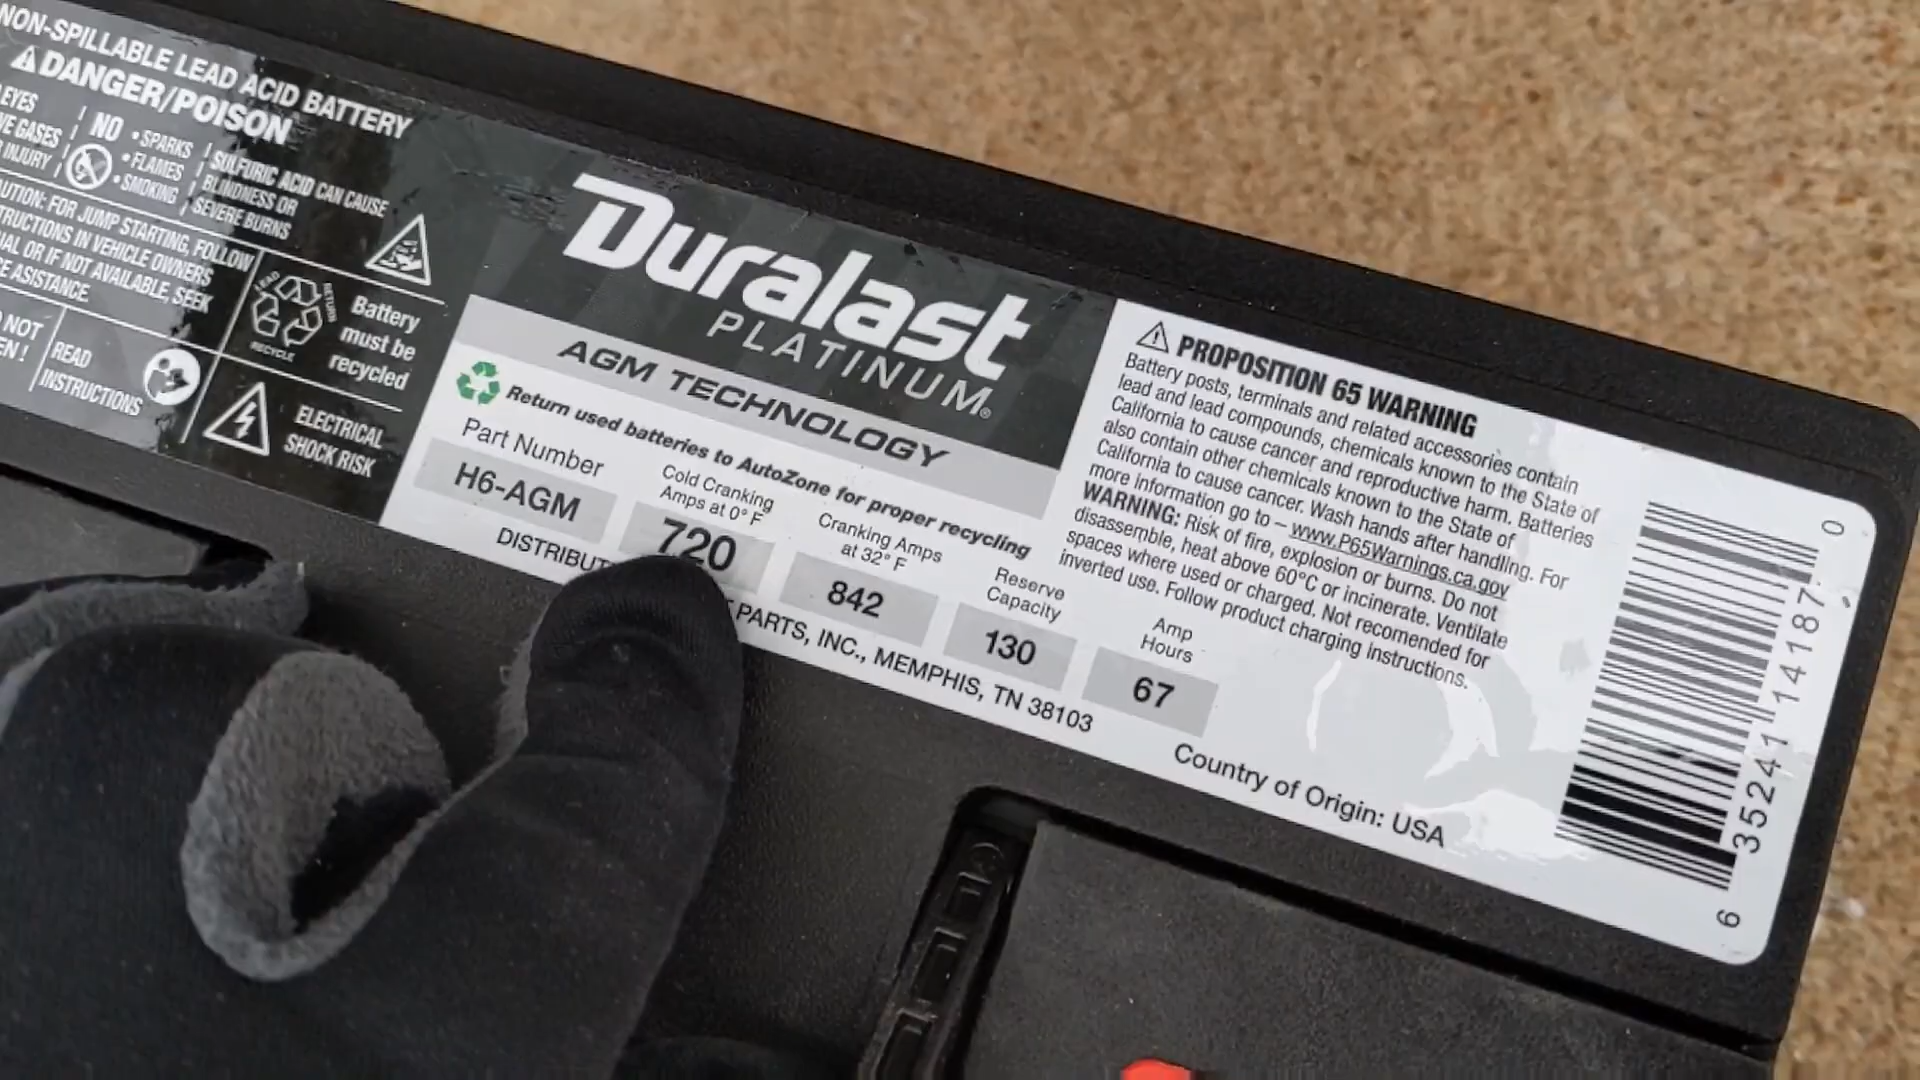 NON-SPILLABLE LEAD ACID BATTERY
DANGER/POISON
EYES
GASES
INJURY
NO
• SPARKS
• FLAMES
• SMOKING
SULFURIC ACID CAN CAUSE
BLINDNESS OR
SEVERE BURNS
FOR JUMP STARTING, FOLLOW
IN VEHICLE OWNERS
OR IF NOT AVAILABLE, SEEK
ASISTANCE.
NOT
READ
INSTRUCTIONS
LEAD
RETURN
RECYCLE
Battery
must be
recycled
ELECTRICAL
SHOCK RISK
Duralast
PLATINUM®
AGM TECHNOLOGY
Return used batteries to AutoZone for proper recycling
Part Number
H6-AGM
Cold Cranking
Amps at 0° F
720
Cranking Amps
at 32° F
842
Reserve
Capacity
130
Amp
Hours
67
PARTS, INC., MEMPHIS, TN 38103
Country of Origin: USA
PROPOSITION 65 WARNING
Battery posts, terminals and related accessories contain
lead and lead compounds, chemicals known to the State of
California to cause cancer and reproductive harm. Batteries
also contain other chemicals known to the State of
California to cause cancer. Wash hands after handling. For
more information go to – www.P65Warnings.ca.gov
WARNING: Risk of fire, explosion or burns. Do not
disassemble, heat above 60°C or incinerate. Ventilate
spaces where used or charged. Not recomended for
inverted use. Follow product charging instructions.
6 35241 14187 0